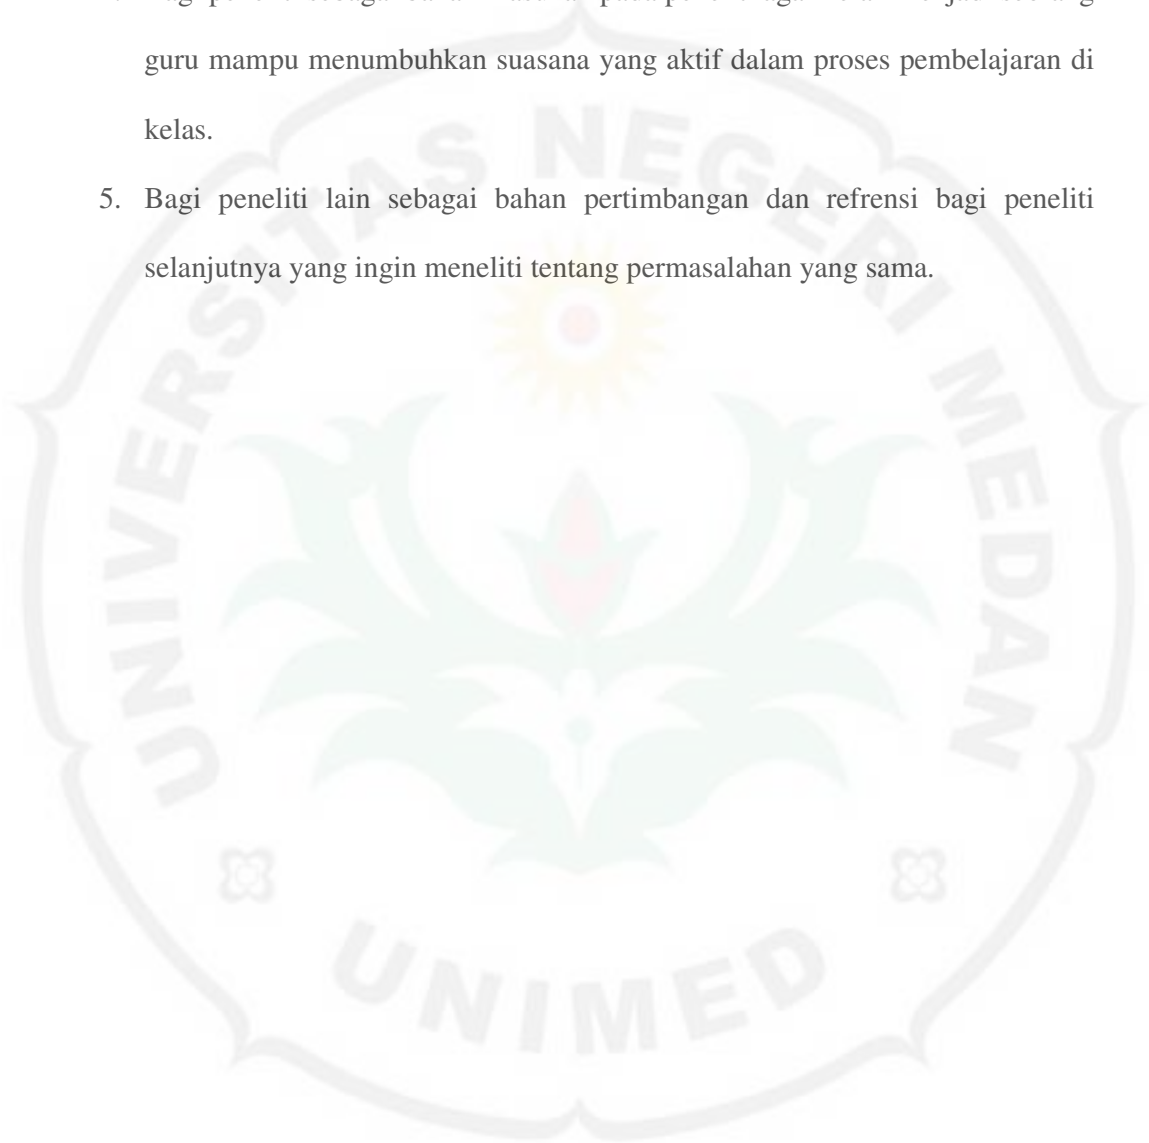 guru mampu menumbuhkan suasana yang aktif dalam proses pembelajaran di
kelas.
5. Bagi peneliti lain sebagai bahan pertimbangan dan refrensi bagi peneliti
selanjutnya yang ingin meneliti tentang permasalahan yang sama.
UNIVERSITAS NEGERI MEDAN
UNIMED